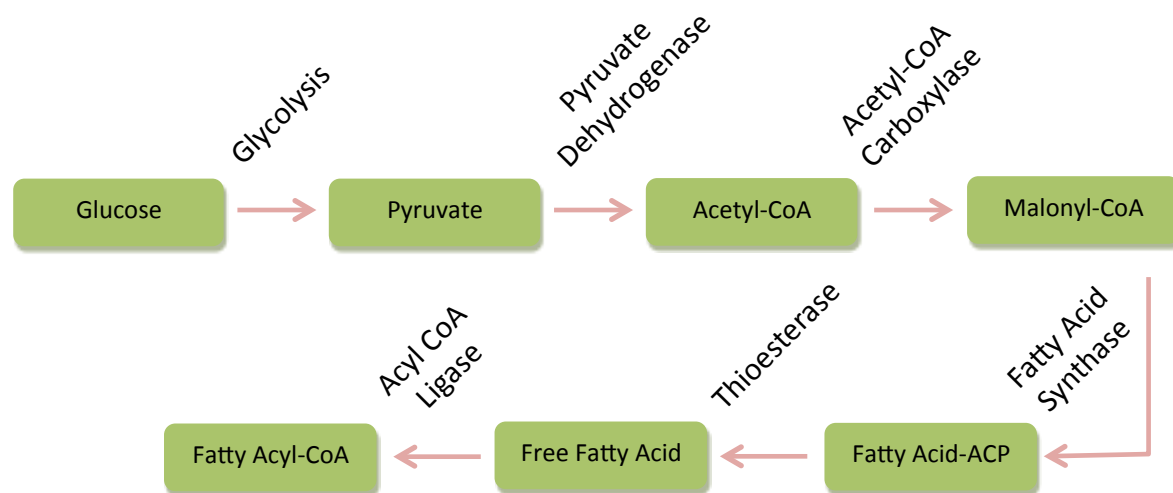 Glycolysis
Pyruvate
Dehydrogenase
Acetyl-CoA
Carboxylase
Glucose
Pyruvate
Acetyl-CoA
Malonyl-CoA
Acyl CoA
Ligase
Thioesterase
Fatty Acid
Synthase
Fatty Acyl-CoA
Free Fatty Acid
Fatty Acid-ACP